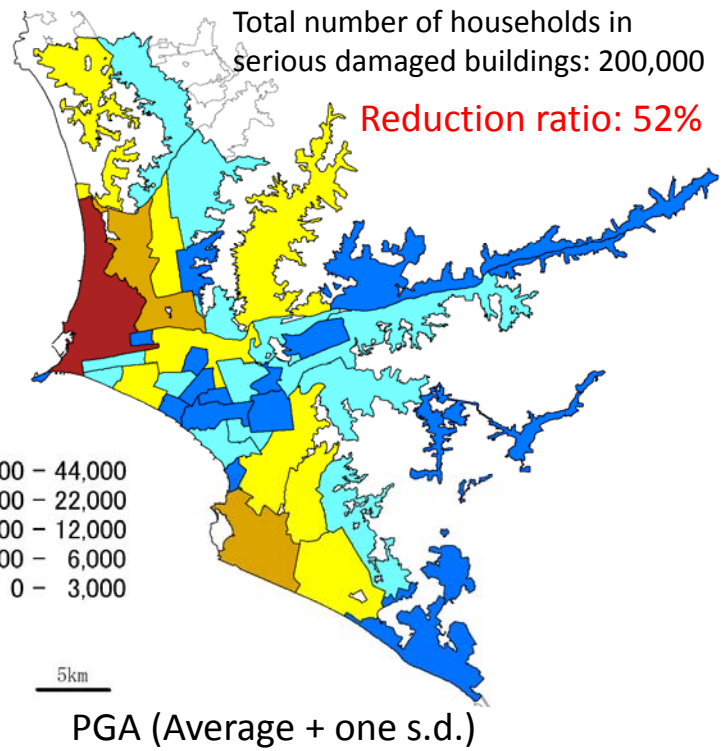 Total number of households in
serious damaged buildings: 200,000
Reduction ratio: 52%
00 – 44,000
00 – 22,000
00 – 12,000
00 – 6,000
0 – 3,000
5km
PGA (Average + one s.d.)